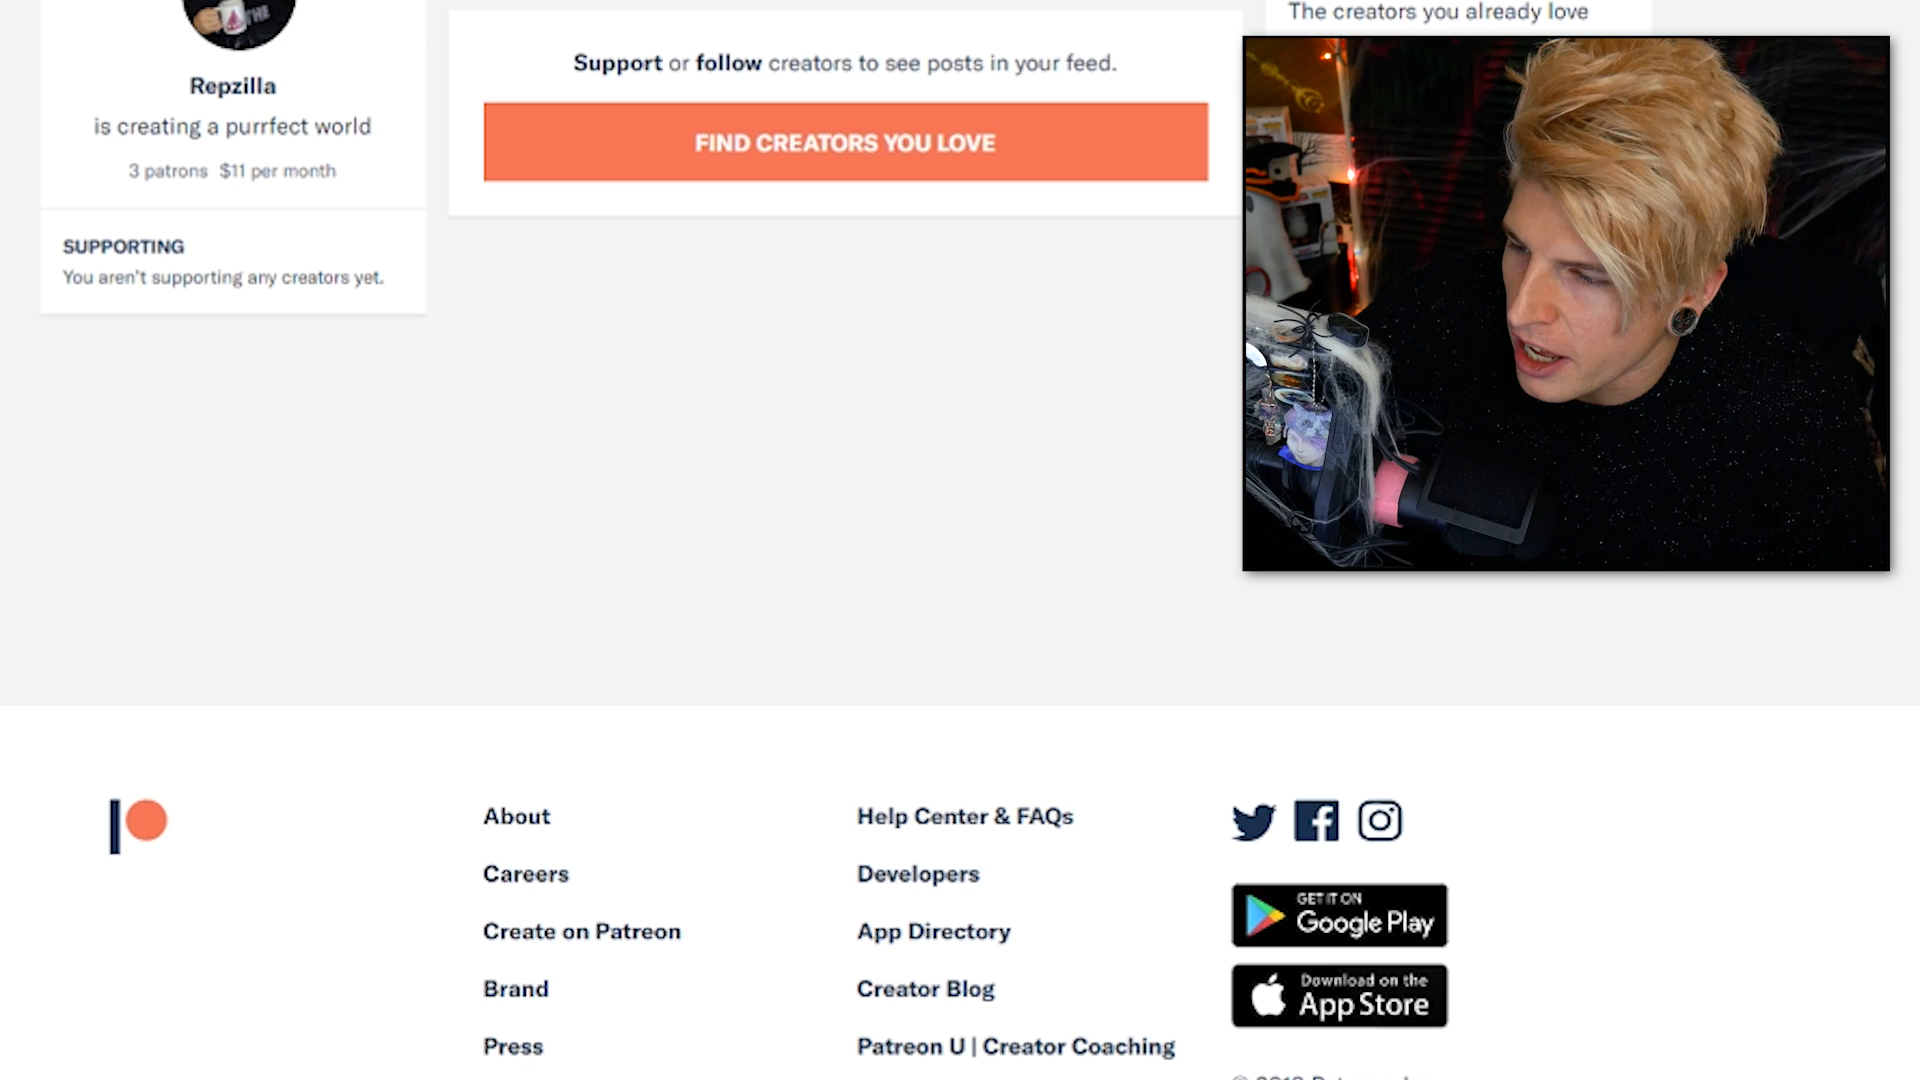 The creators you already love
Support or follow creators to see posts in your feed.
Repzilla
is creating a purrfect world
FIND CREATORS YOU LOVE
3 patrons $11 per month
SUPPORTING
You aren't supporting any creators yet.
About
Careers
Create on Patreon
Brand
Press
Help Center & FAQs
Developers
App Directory
Creator Blog
Patreon U | Creator Coaching
GET IT ON
Google Play
Download on the
App Store